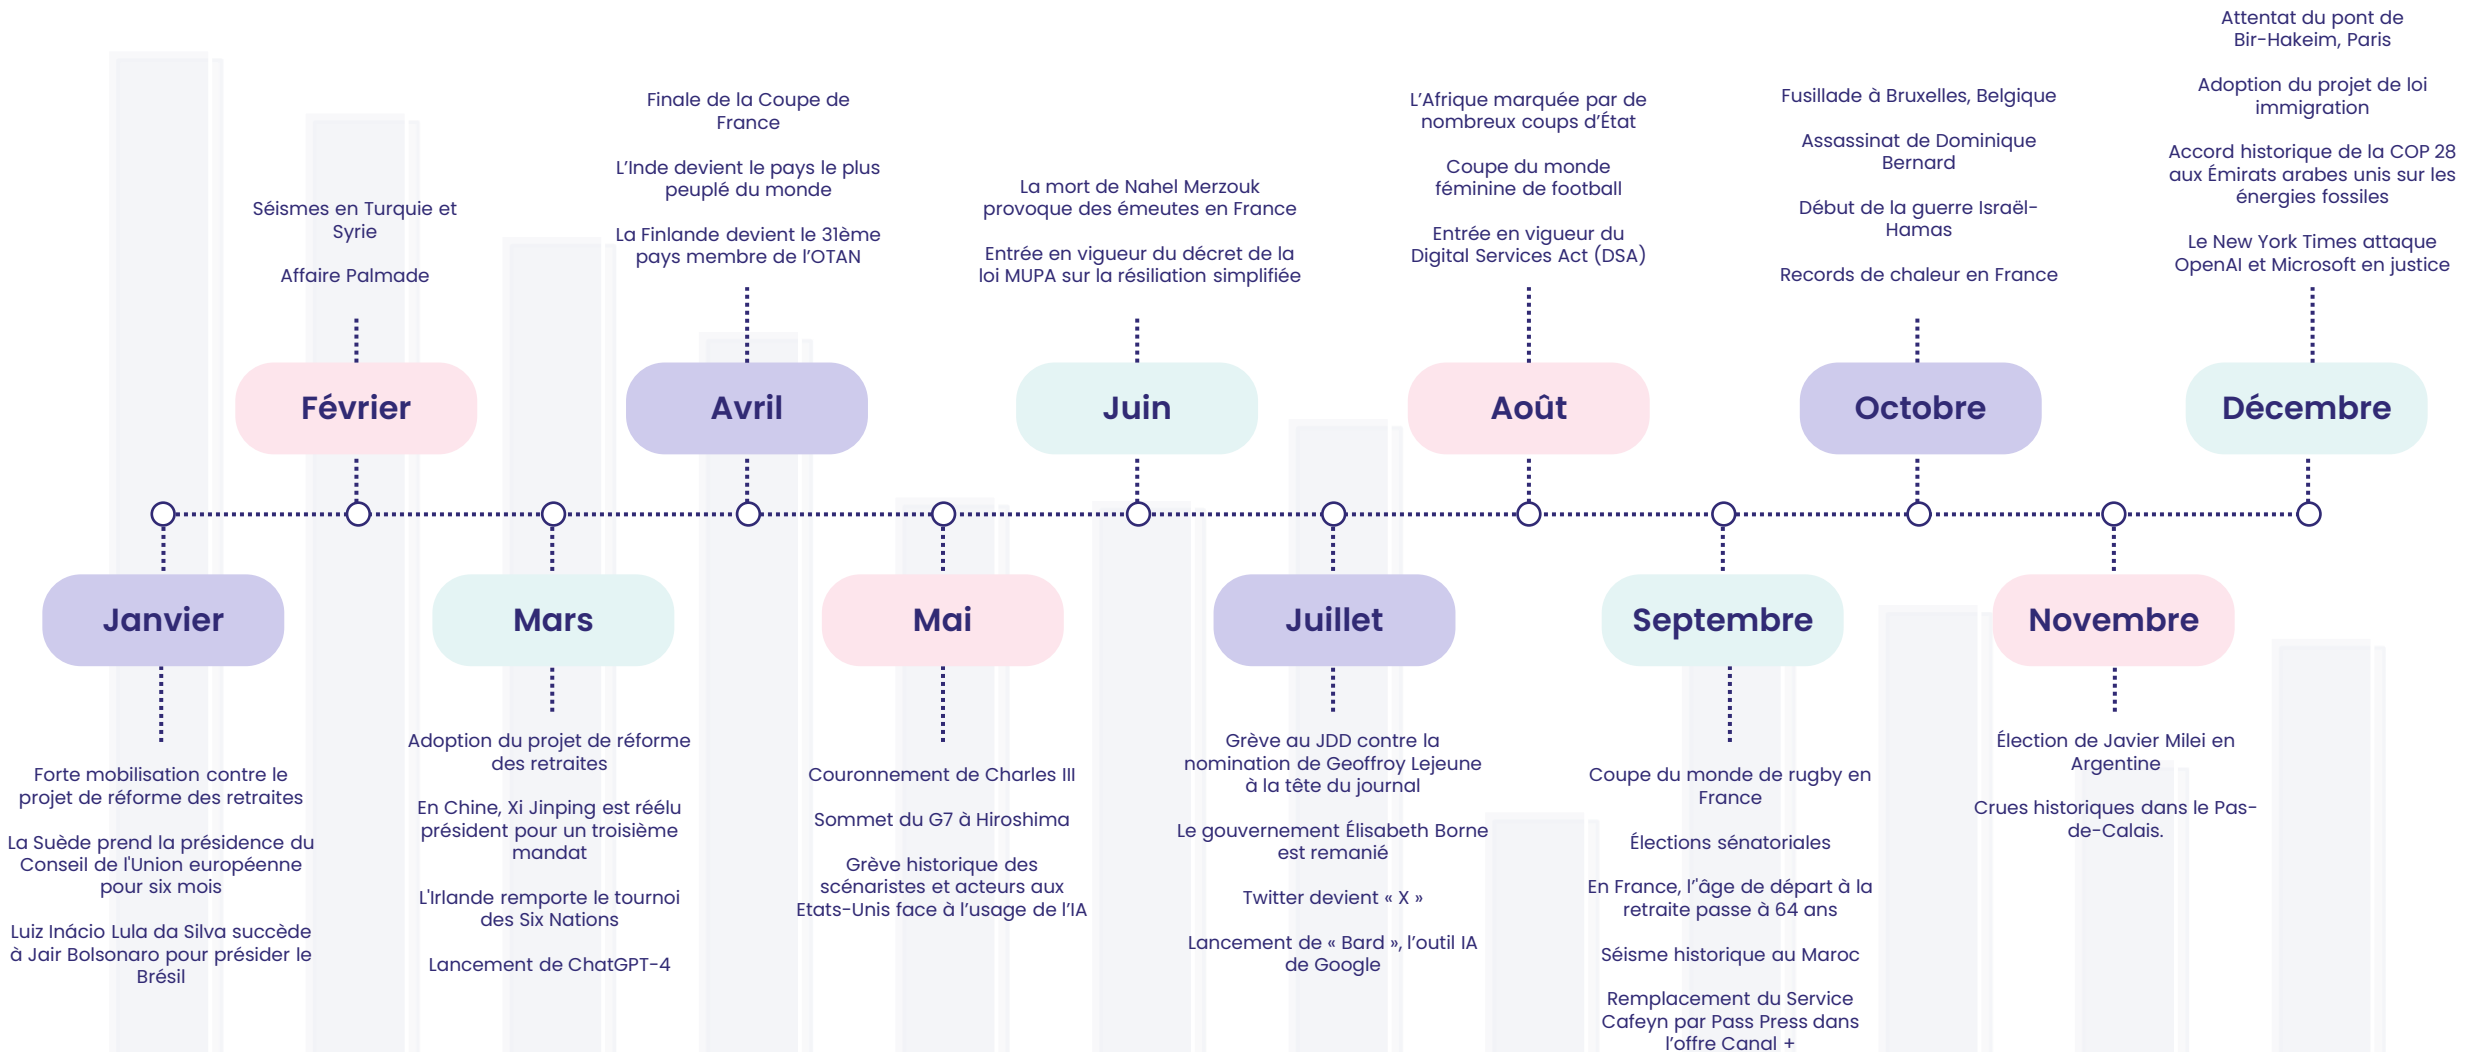 Janvier
Forte mobilisation contre le
projet de réforme des retraites
La Suède prend la présidence du
Conseil de l'Union européenne
pour six mois
Luiz Inácio Lula da Silva succède
à Jair Bolsonaro pour présider le
Brésil
Séismes en Turquie et
Syrie
Affaire Palmade
Février
Mars
Adoption du projet de réforme
des retraites
En Chine, Xi Jinping est réélu
président pour un troisième
mandat
L'Irlande remporte le tournoi
des Six Nations
Lancement de ChatGPT-4
Finale de la Coupe de
France
L’Inde devient le pays le plus
peuplé du monde
La Finlande devient le 31ème
pays membre de l’OTAN
Avril
Mai
Couronnement de Charles III
Sommet du G7 à Hiroshima
Grève historique des
scénaristes et acteurs aux
Etats-Unis face à l’usage de l’IA
La mort de Nahel Merzouk
provoque des émeutes en France
Entrée en vigueur du décret de la
loi MUPA sur la résiliation simplifiée
Juin
Juillet
Grève au JDD contre la
nomination de Geoffroy Lejeune
à la tête du journal
Le gouvernement Élisabeth Borne
est remanié
Twitter devient « X »
Lancement de « Bard », l’outil IA
de Google
L’Afrique marquée par de
nombreux coups d’État
Coupe du monde
féminine de football
Entrée en vigueur du
Digital Services Act (DSA)
Août
Septembre
Coupe du monde de rugby en
France
Élections sénatoriales
En France, l’'âge de départ à la
retraite passe à 64 ans
Séisme historique au Maroc
Remplacement du Service
Cafeyn par Pass Press dans
l’offre Canal +
Fusillade à Bruxelles, Belgique
Assassinat de Dominique
Bernard
Début de la guerre Israël-
Hamas
Records de chaleur en France
Octobre
Novembre
Élection de Javier Milei en
Argentine
Crues historiques dans le Pas-
de-Calais.
Attentat du pont de
Bir-Hakeim, Paris
Adoption du projet de loi
immigration
Accord historique de la COP 28
aux Émirats arabes unis sur les
énergies fossiles
Le New York Times attaque
OpenAI et Microsoft en justice
Décembre